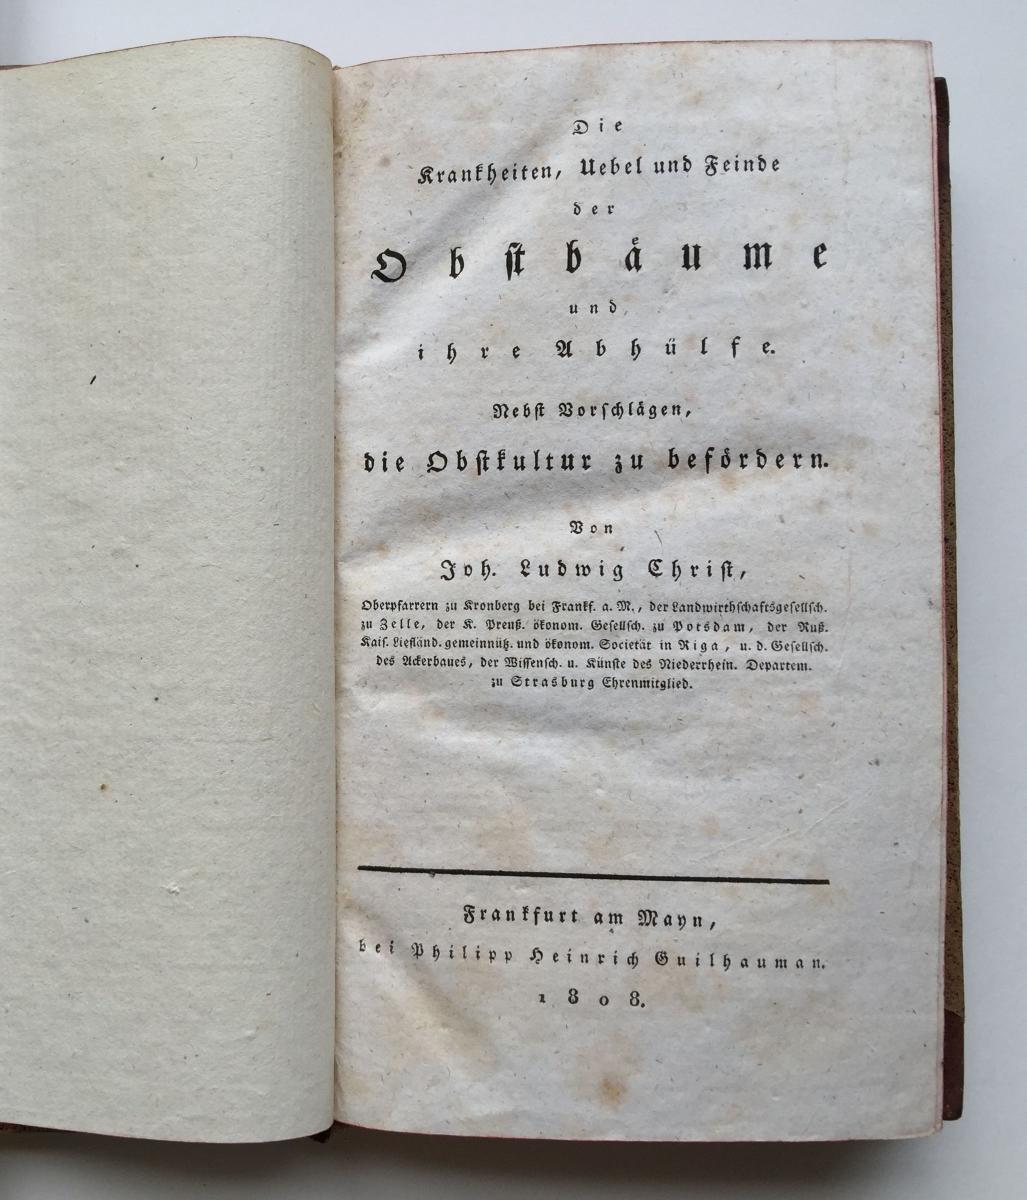 Die
Krankheiten, Uebel und Feinde
der
Obstbäume
und
ihre Abhülfe.
Nebst Vorschlägen,
die Obstkultur zu befördern.
Von
Joh. Ludwig Christ,
Oberpfarrern zu Kronberg bei Frankf. a. M., der Landwirthschaftsgesellsch.
zu Zelle, der K. Preuß. ökonom. Gesellsch. zu Potsdam, der Ruß.
Kais. Liefländ. gemeinnütz. und ökonom. Societät in Riga, u. d. Gesellsch.
des Ackerbaues, der Wissensch. u. Künste des Niederrhein. Departem.
zu Strasburg Ehrenmitglied.
Frankfurt am Mayn,
bei Philipp Heinrich Guilhauman.
1808.